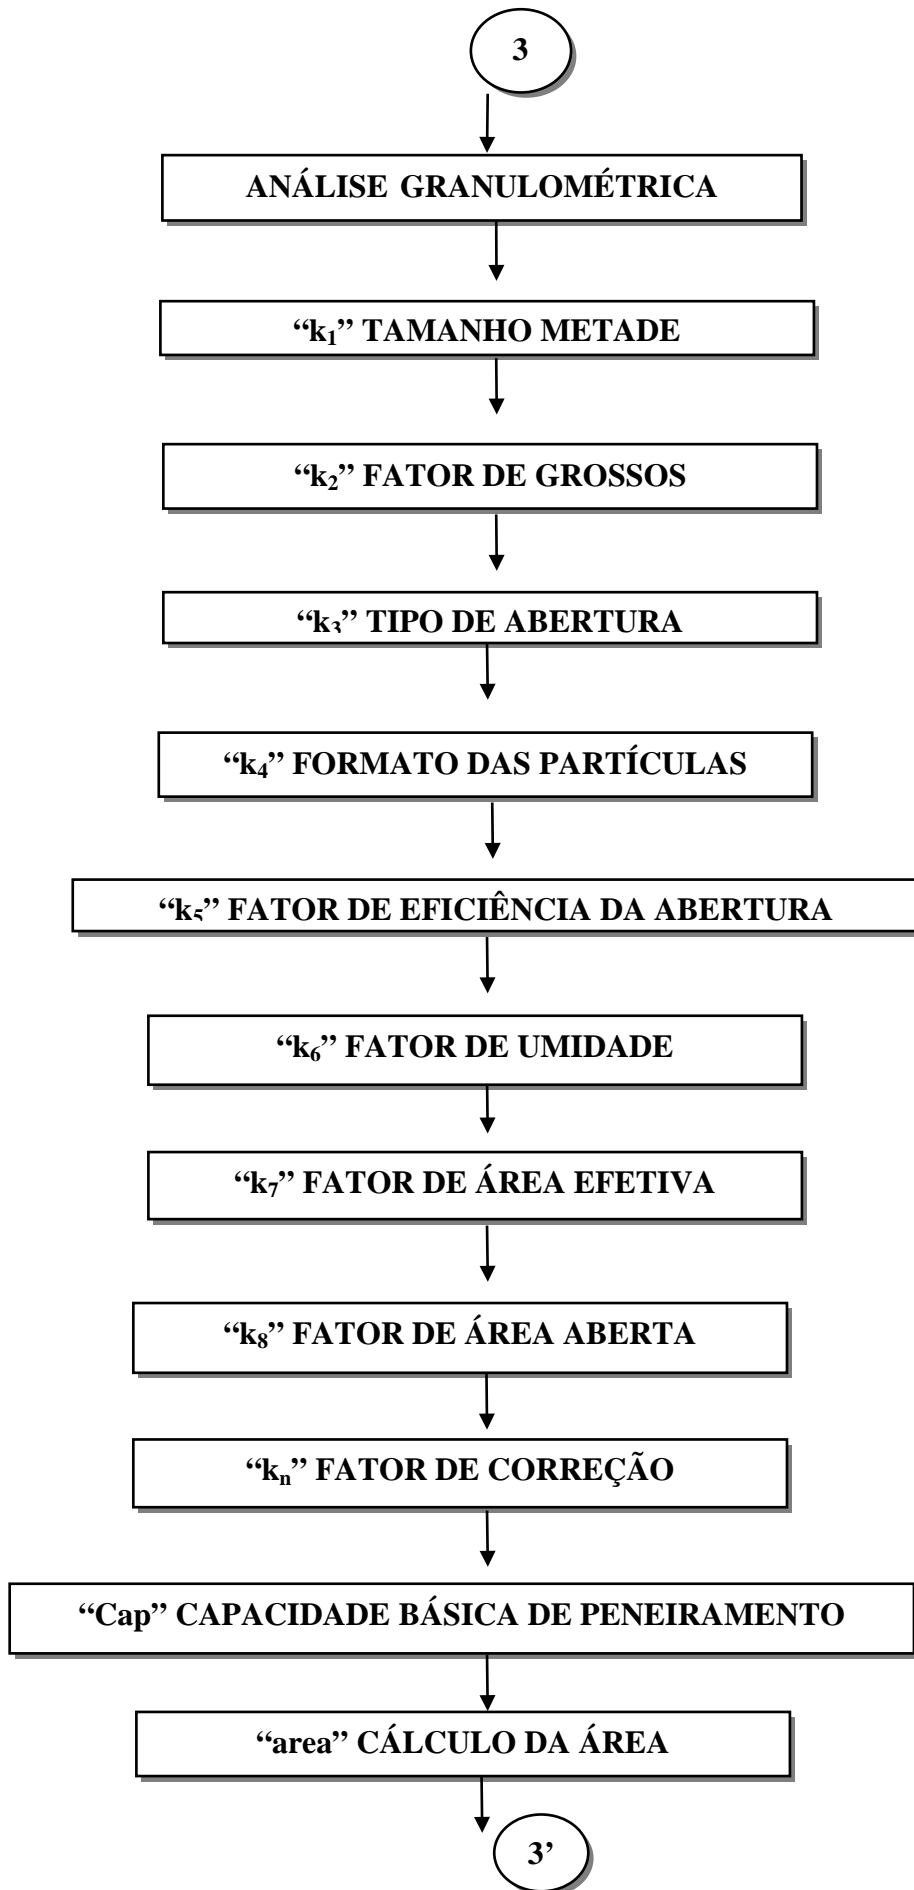 3
ANÁLISE GRANULOMÉTRICA
“k₁” TAMANHO METADE
“k₂” FATOR DE GROSSOS
“k₃” TIPO DE ABERTURA
“k₄” FORMATO DAS PARTÍCULAS
“k₅” FATOR DE EFICIÊNCIA DA ABERTURA
“k₆” FATOR DE UMIDADE
“k₇” FATOR DE ÁREA EFETIVA
“k₈” FATOR DE ÁREA ABERTA
“kₙ” FATOR DE CORREÇÃO
“Cap” CAPACIDADE BÁSICA DE PENEIRAMENTO
“area” CÁLCULO DA ÁREA
3’